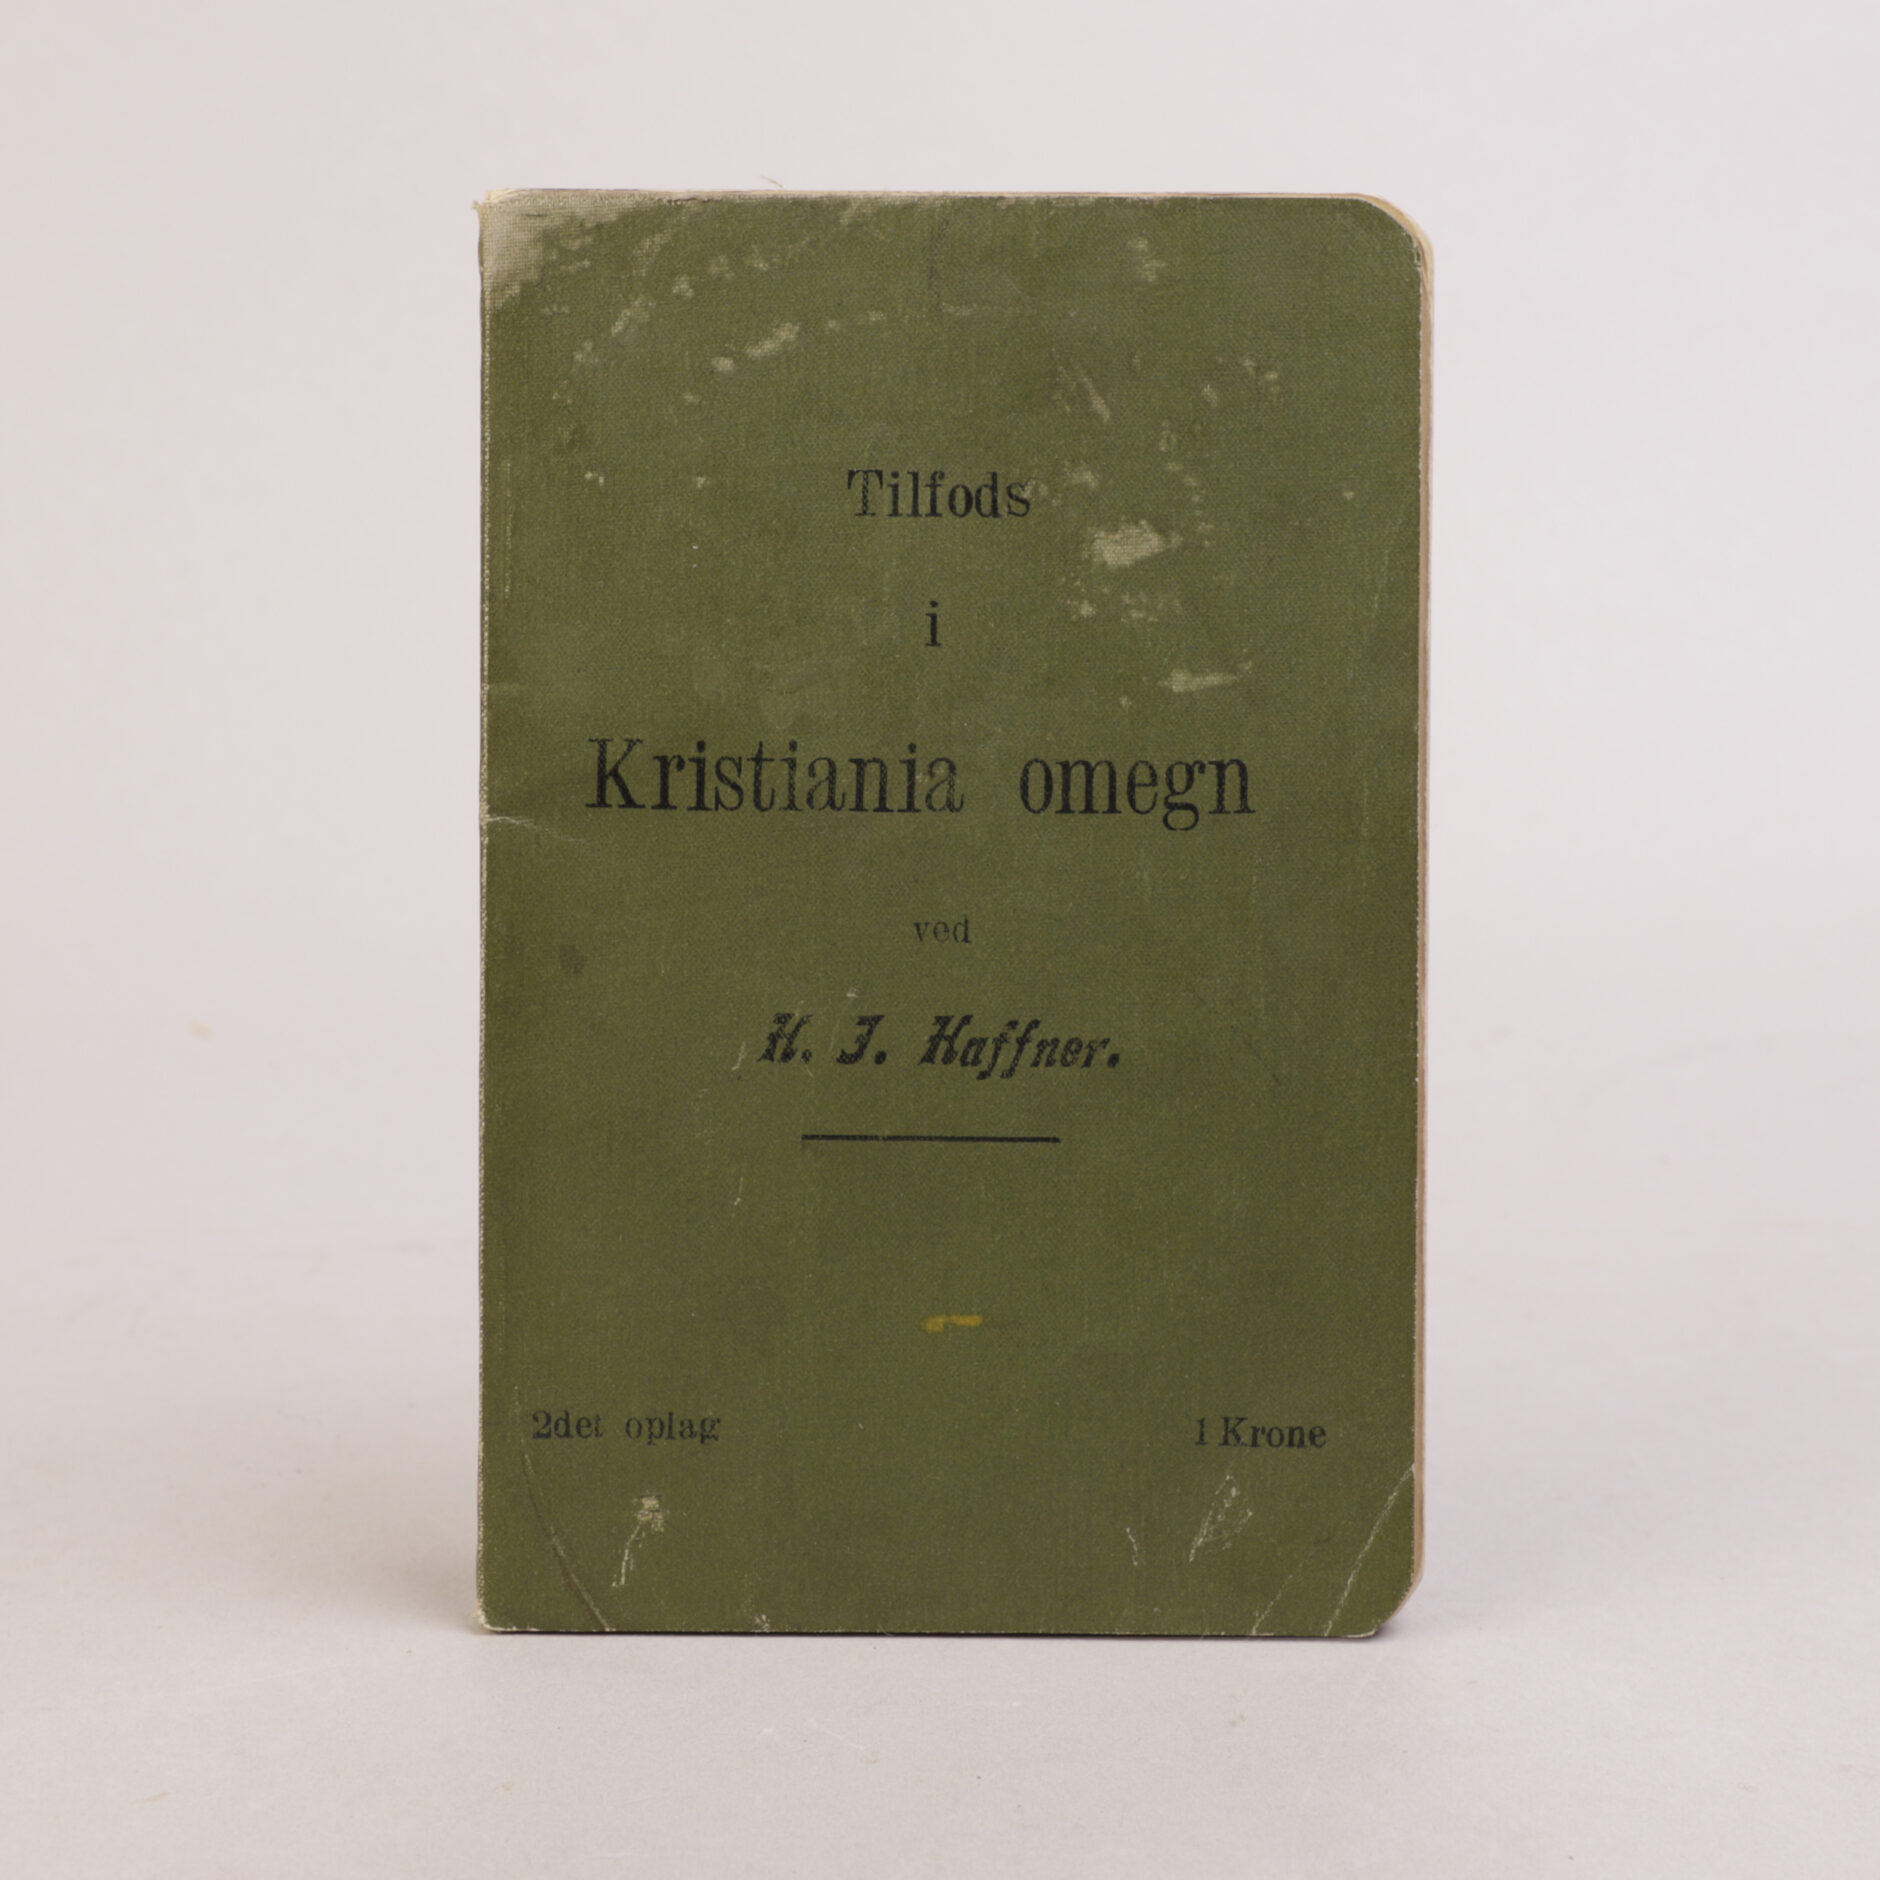 Tilfods
i
Kristiania omegn
ved
H. J. Haffner.
2det oplag
1 Krone